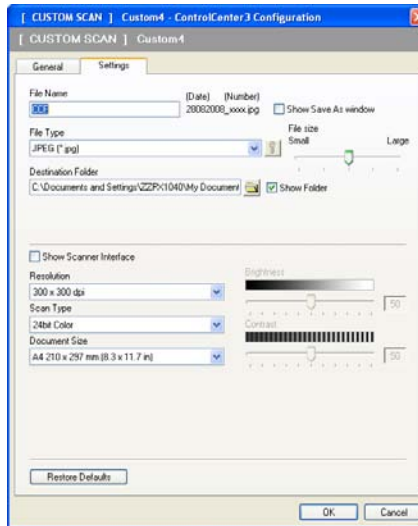 [ CUSTOM SCAN ] Custom4 - ControlCenter3 Configuration
[ CUSTOM SCAN ] Custom4
General Settings
File Name
(Date) (Number)
CCF 28082008_xxxx.jpg Show Save As window
File Type
File size
Small Large
JPEG (*.jpg)
Destination Folder
C:\Documents and Settings\ZZRX1040\My Document Show Folder
Show Scanner Interface
Resolution
Brightness
300 x 300 dpi
50
Scan Type
24bit Color
Contrast
Document Size
A4 210 x 297 mm (8.3 x 11.7 in)
50
Restore Defaults
OK Cancel